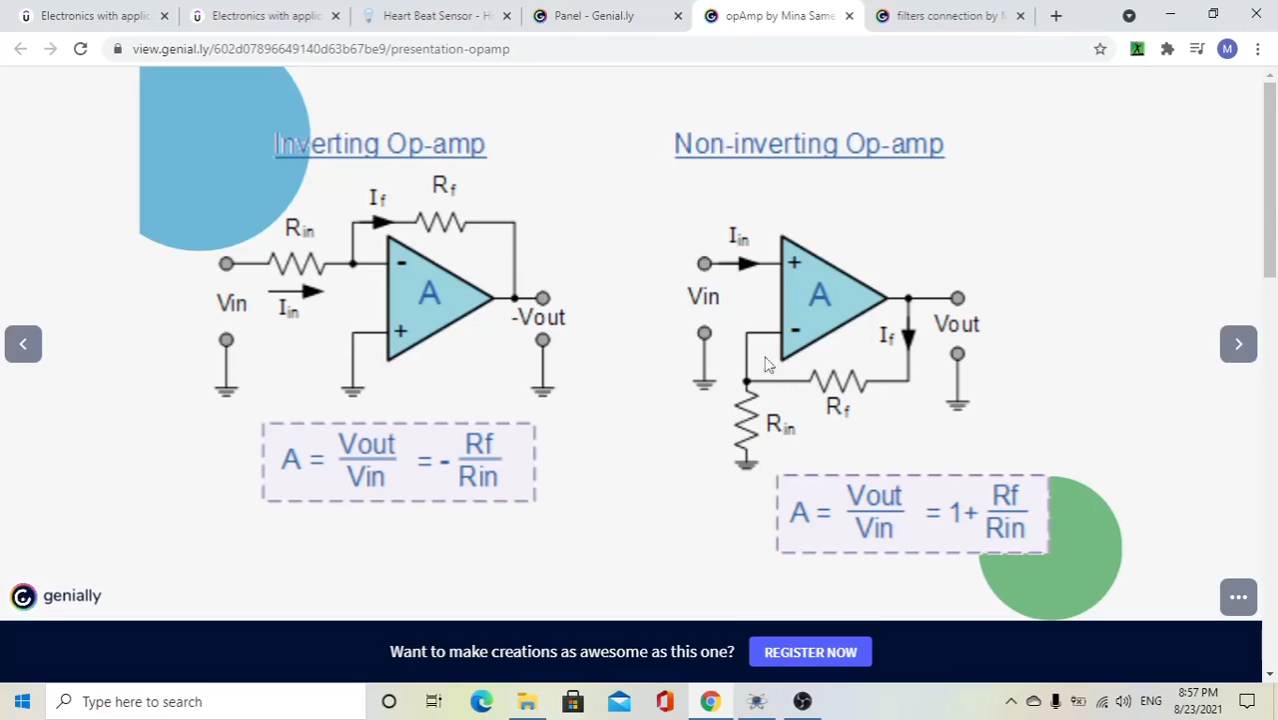 Electronics with applic
Electronics with applic
Heart Beat Sensor - H
Panel - Genial.ly
opAmp by Mina Same
filters connection by M
view.genial.ly/602d07896649140d63b67be9/presentation-opamp
M
Inverting Op-amp
Non-inverting Op-amp
If
Rf
Rin
-
A
+
Vin
Iin
-Vout
A = Vout/Vin = - Rf/Rin
Iin
+
A
-
Vin
If
Vout
Rf
Rin
A = Vout/Vin = 1+ Rf/Rin
genially
Want to make creations as awesome as this one?
REGISTER NOW
Type here to search
ENG
8:57 PM
8/23/2021